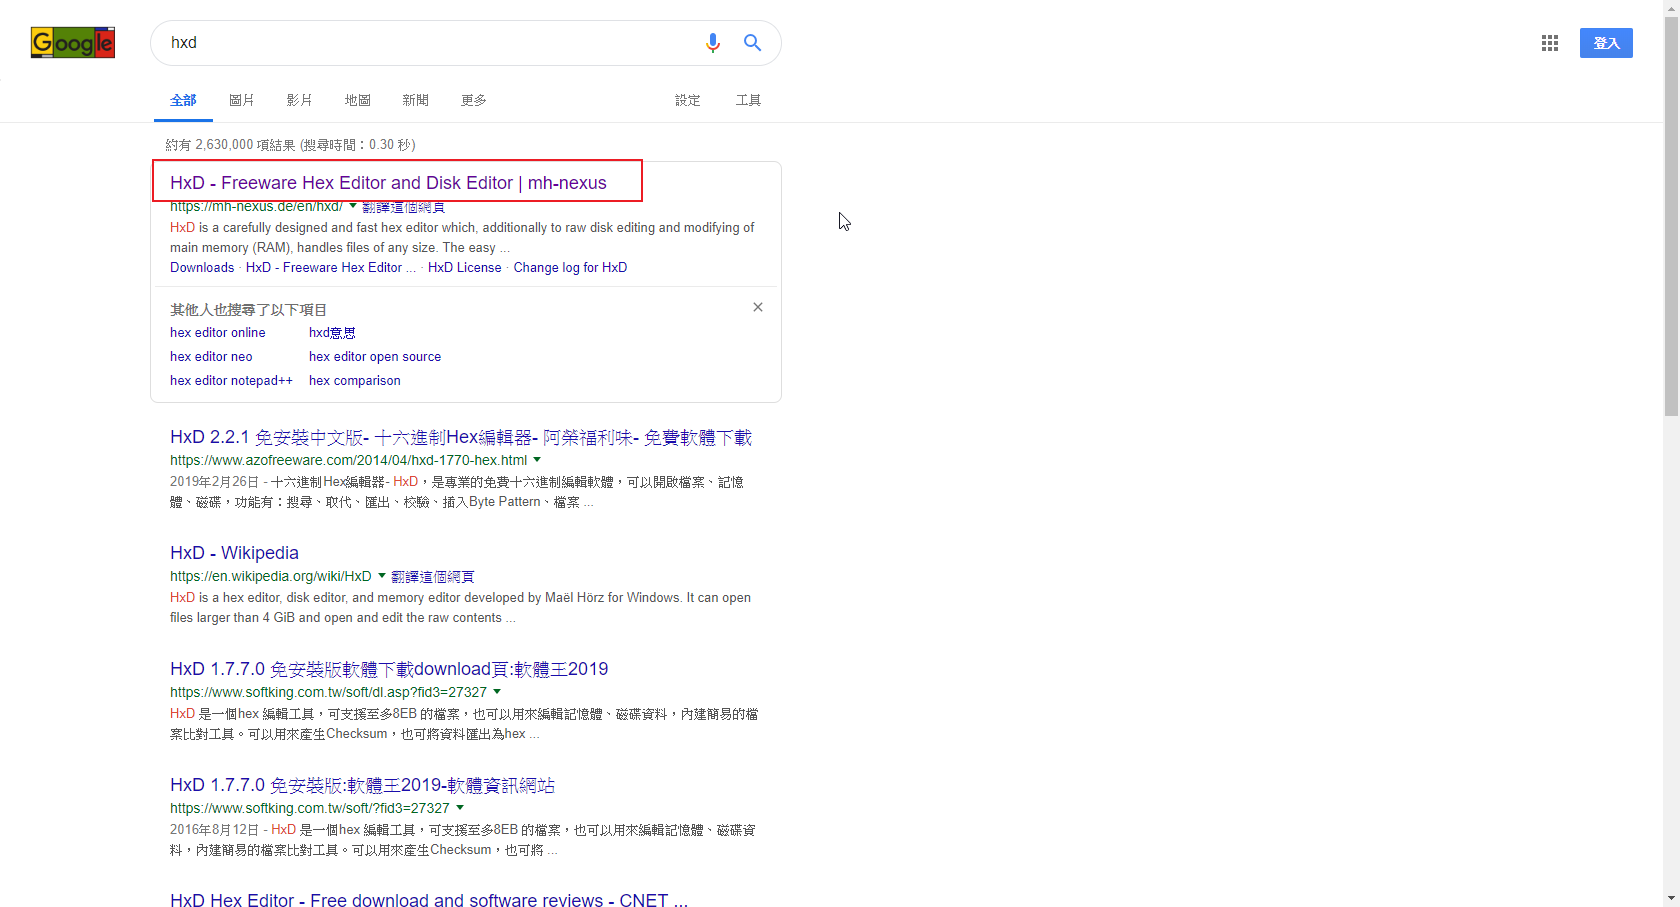 Google
hxd
登入
全部 圖片 影片 地圖 新聞 更多 設定 工具
約有 2,630,000 項結果 (搜尋時間：0.30 秒)
HxD - Freeware Hex Editor and Disk Editor | mh-nexus
https://mh-nexus.de/en/hxd/ 翻譯這個網頁
HxD is a carefully designed and fast hex editor which, additionally to raw disk editing and modifying of
main memory (RAM), handles files of any size. The easy ...
Downloads · HxD - Freeware Hex Editor ... · HxD License · Change log for HxD
其他人也搜尋了以下項目
hex editor online hxd意思
hex editor neo hex editor open source
hex editor notepad++ hex comparison
HxD 2.2.1 免安裝中文版- 十六進制Hex編輯器- 阿榮福利味- 免費軟體下載
https://www.azofreeware.com/2014/04/hxd-1770-hex.html
2019年2月26日 - 十六進制Hex編輯器- HxD，是專業的免費十六進制編輯軟體，可以開啟檔案、記憶
體、磁碟，功能有：搜尋、取代、匯出、校驗、插入Byte Pattern、檔案 ...
HxD - Wikipedia
https://en.wikipedia.org/wiki/HxD 翻譯這個網頁
HxD is a hex editor, disk editor, and memory editor developed by Maël Hörz for Windows. It can open
files larger than 4 GiB and open and edit the raw contents ...
HxD 1.7.7.0 免安裝版軟體下載download頁:軟體王2019
https://www.softking.com.tw/soft/dl.asp?fid3=27327
HxD 是一個hex 編輯工具，可支援至多8EB 的檔案，也可以用來編輯記憶體、磁碟資料，內建簡易的檔
案比對工具。可以用來產生Checksum，也可將資料匯出為hex ...
HxD 1.7.7.0 免安裝版:軟體王2019-軟體資訊網站
https://www.softking.com.tw/soft/?fid3=27327
2016年8月12日 - HxD 是一個hex 編輯工具，可支援至多8EB 的檔案，也可以用來編輯記憶體、磁碟資
料，內建簡易的檔案比對工具。可以用來產生Checksum，也可將 ...
HxD Hex Editor - Free download and software reviews - CNET ...